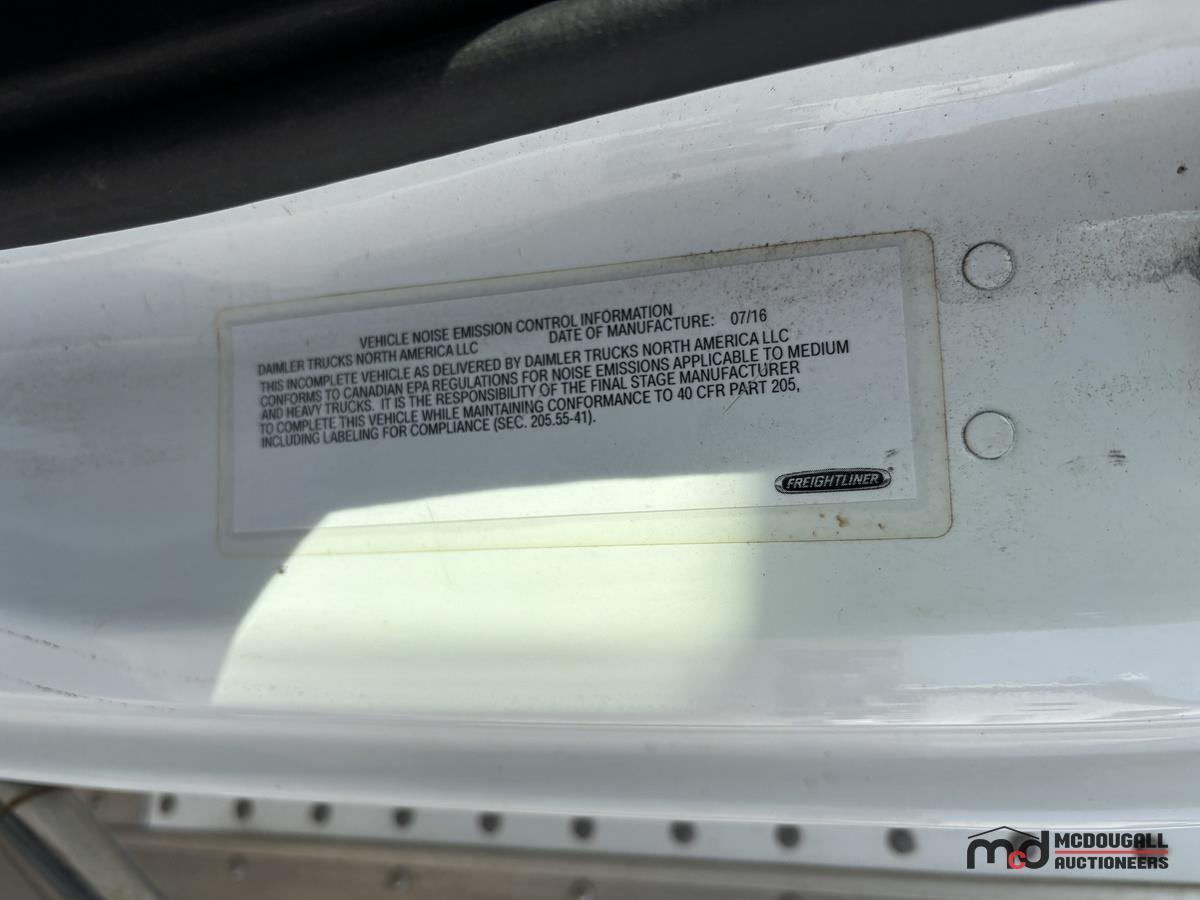 VEHICLE NOISE EMISSION CONTROL INFORMATION
DAIMLER TRUCKS NORTH AMERICA LLC DATE OF MANUFACTURE: 07/16
THIS INCOMPLETE VEHICLE AS DELIVERED BY DAIMLER TRUCKS NORTH AMERICA LLC
CONFORMS TO CANADIAN EPA REGULATIONS FOR NOISE EMISSIONS APPLICABLE TO MEDIUM
AND HEAVY TRUCKS. IT IS THE RESPONSIBILITY OF THE FINAL STAGE MANUFACTURER
TO COMPLETE THIS VEHICLE WHILE MAINTAINING CONFORMANCE TO 40 CFR PART 205,
INCLUDING LABELING FOR COMPLIANCE (SEC. 205.55-41).
FREIGHTLINER
mcd MCDOUGALL
AUCTIONEERS